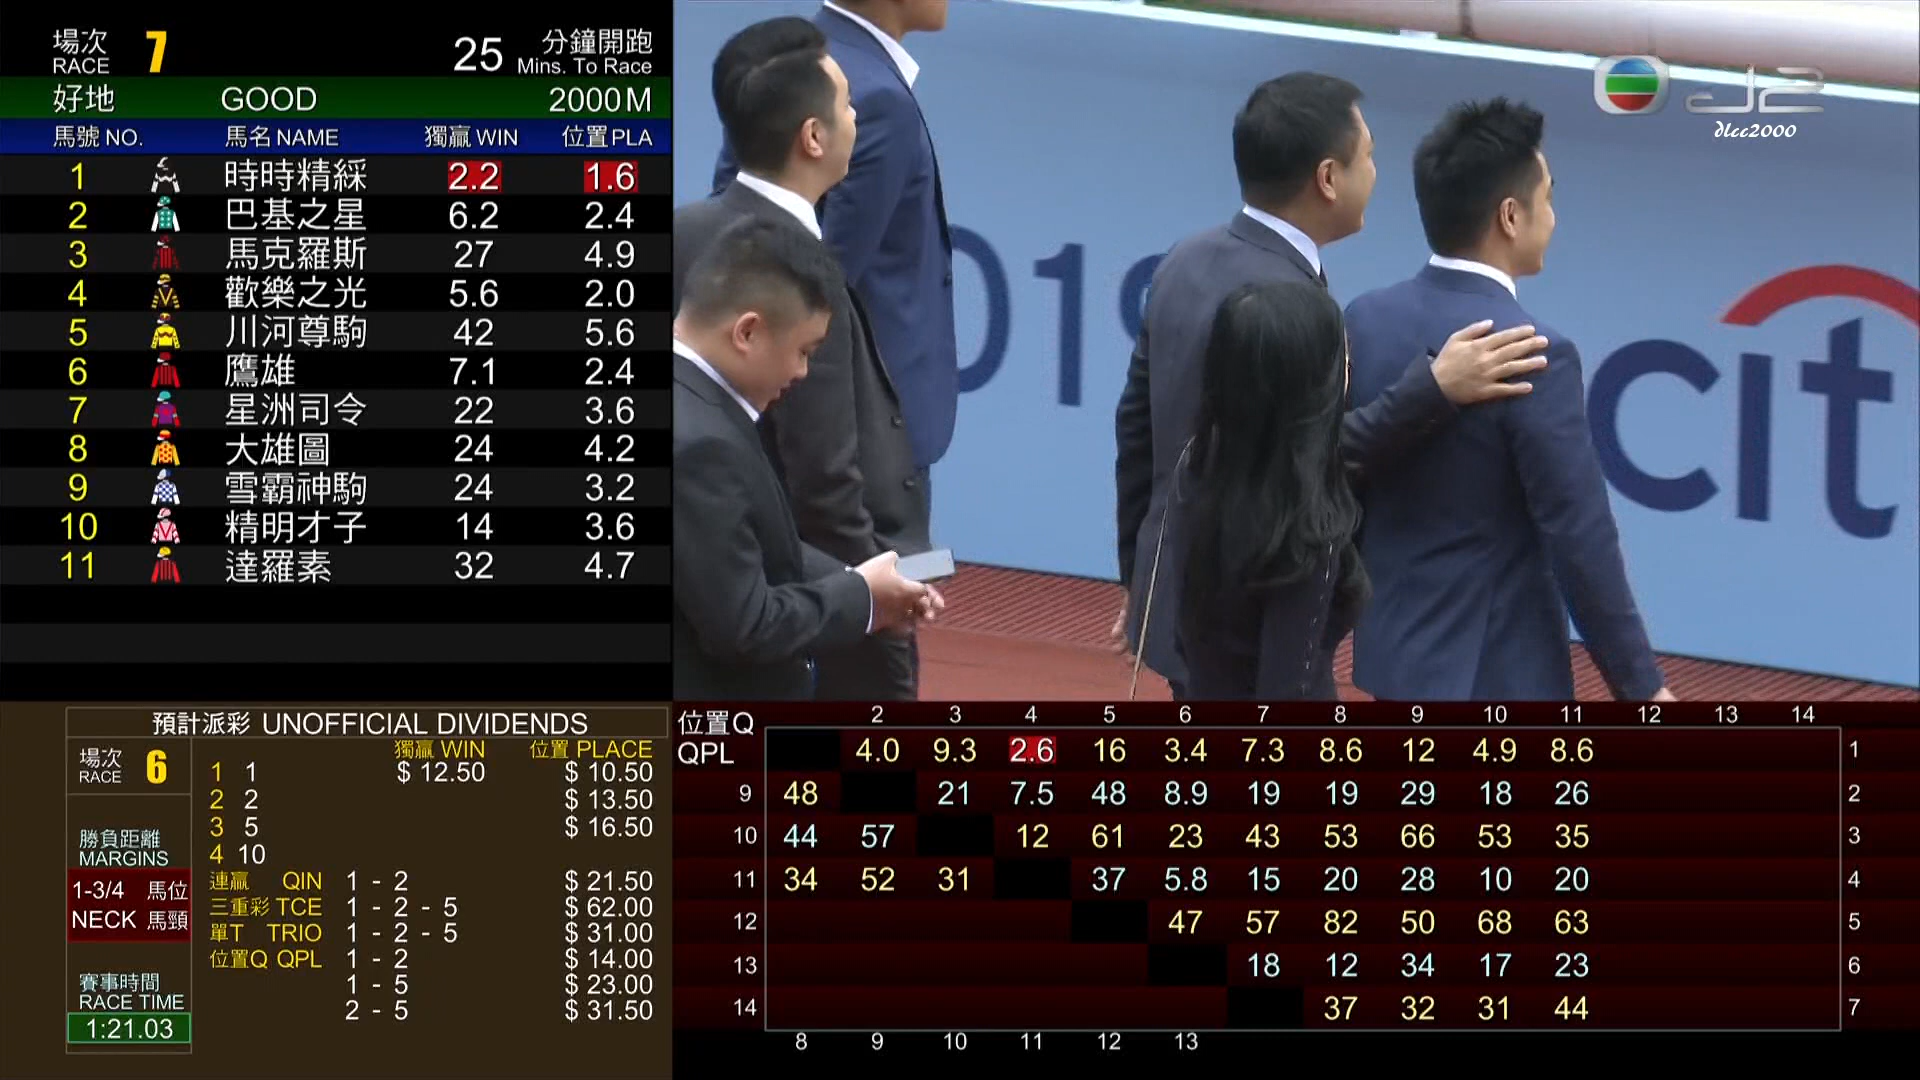 場次 7 25 分鐘開跑
RACE Mins. To Race
好地 GOOD 2000M
馬號 NO. 馬名 NAME 獨贏 WIN 位置 PLA
1 時時精綵 2.2 1.6
2 巴基之星 6.2 2.4
3 馬克羅斯 27 4.9
4 歡樂之光 5.6 2.0
5 川河尊駒 42 5.6
6 鷹雄 7.1 2.4
7 星洲司令 22 3.6
8 大雄圖 24 4.2
9 雪霸神駒 24 3.2
10 精明才子 14 3.6
11 達羅素 32 4.7
J2
dlcc2000
019
citi
預計派彩 UNOFFICIAL DIVIDENDS
場次 6
RACE
獨贏 WIN 位置 PLACE
1 1 $ 12.50 $ 10.50
2 2 $ 13.50
3 5 $ 16.50
4 10
勝負距離
MARGINS
1-3/4 馬位
NECK 馬頸
連贏 QIN 1 - 2 $ 21.50
三重彩 TCE 1 - 2 - 5 $ 62.00
單T TRIO 1 - 2 - 5 $ 31.00
位置Q QPL 1 - 2 $ 14.00
1 - 5 $ 23.00
2 - 5 $ 31.50
賽事時間
RACE TIME
1:21.03
位置Q 2 3 4 5 6 7 8 9 10 11 12 13 14
QPL 4.0 9.3 2.6 16 3.4 7.3 8.6 12 4.9 8.6 1
9 48 21 7.5 48 8.9 19 19 29 18 26 2
10 44 57 12 61 23 43 53 66 53 35 3
11 34 52 31 37 5.8 15 20 28 10 20 4
12 47 57 82 50 68 63 5
13 18 12 34 17 23 6
14 37 32 31 44 7
8 9 10 11 12 13